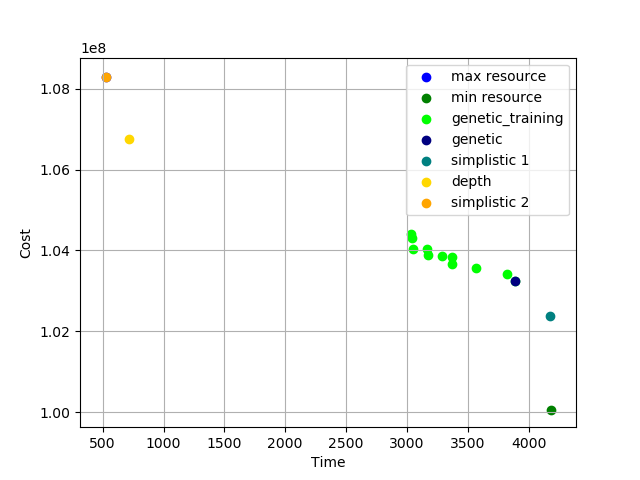 1e8
1.08
1.06
1.04
1.02
1.00
Cost
500
1000
1500
2000
2500
3000
3500
4000
Time
max resource
min resource
genetic_training
genetic
simplistic 1
depth
simplistic 2